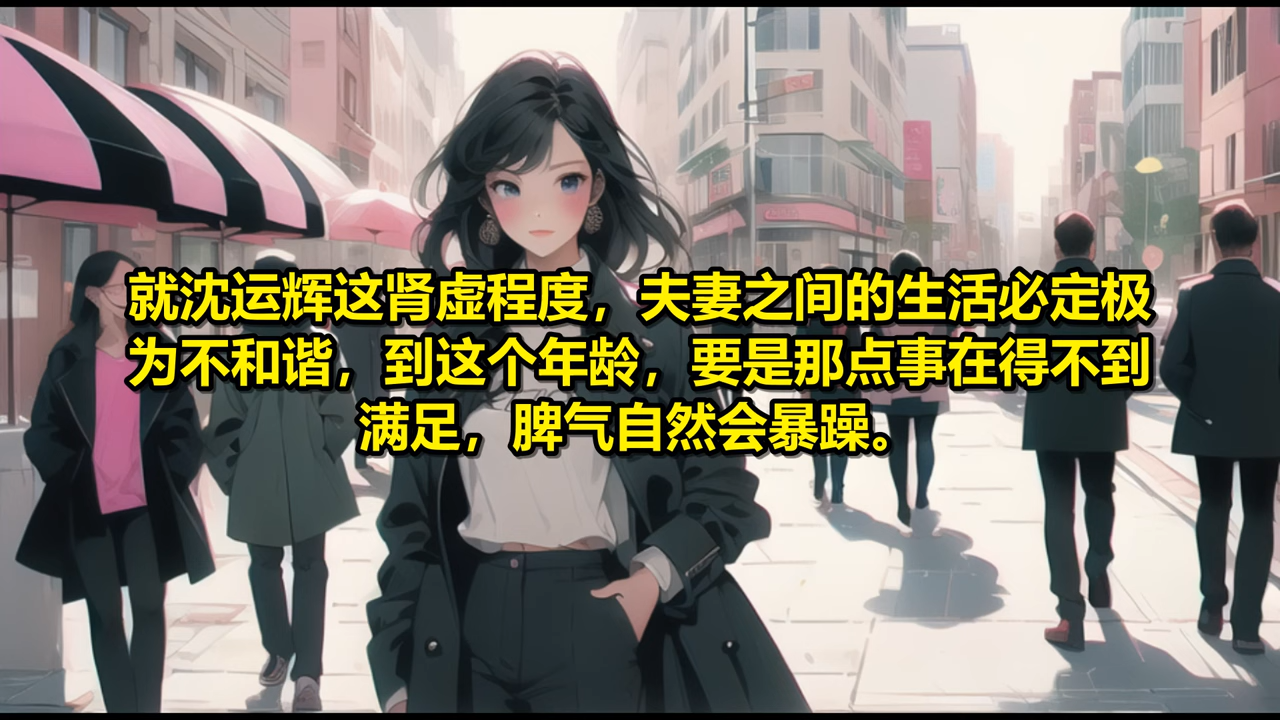 就沈运辉这肾虚程度，夫妻之间的生活必定极
为不和谐，到这个年龄，要是那点事在得不到
满足，脾气自然会暴躁。